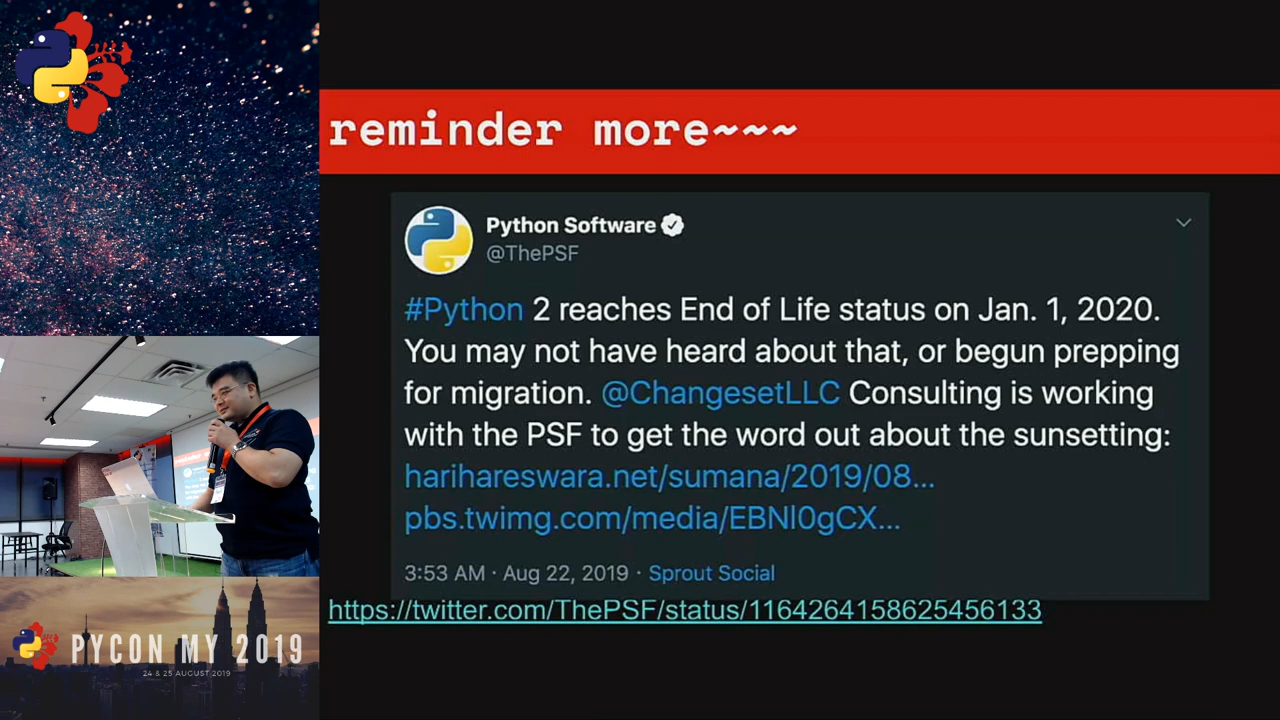 reminder more~~~
Python Software
@ThePSF
#Python 2 reaches End of Life status on Jan. 1, 2020.
You may not have heard about that, or begun prepping
for migration. @ChangesetLLC Consulting is working
with the PSF to get the word out about the sunsetting:
harihareswara.net/sumana/2019/08...
pbs.twimg.com/media/EBNl0gCX...
3:53 AM · Aug 22, 2019 · Sprout Social
https://twitter.com/ThePSF/status/1164264158625456133
PYCON MY 2019
24 & 25 AUGUST 2019